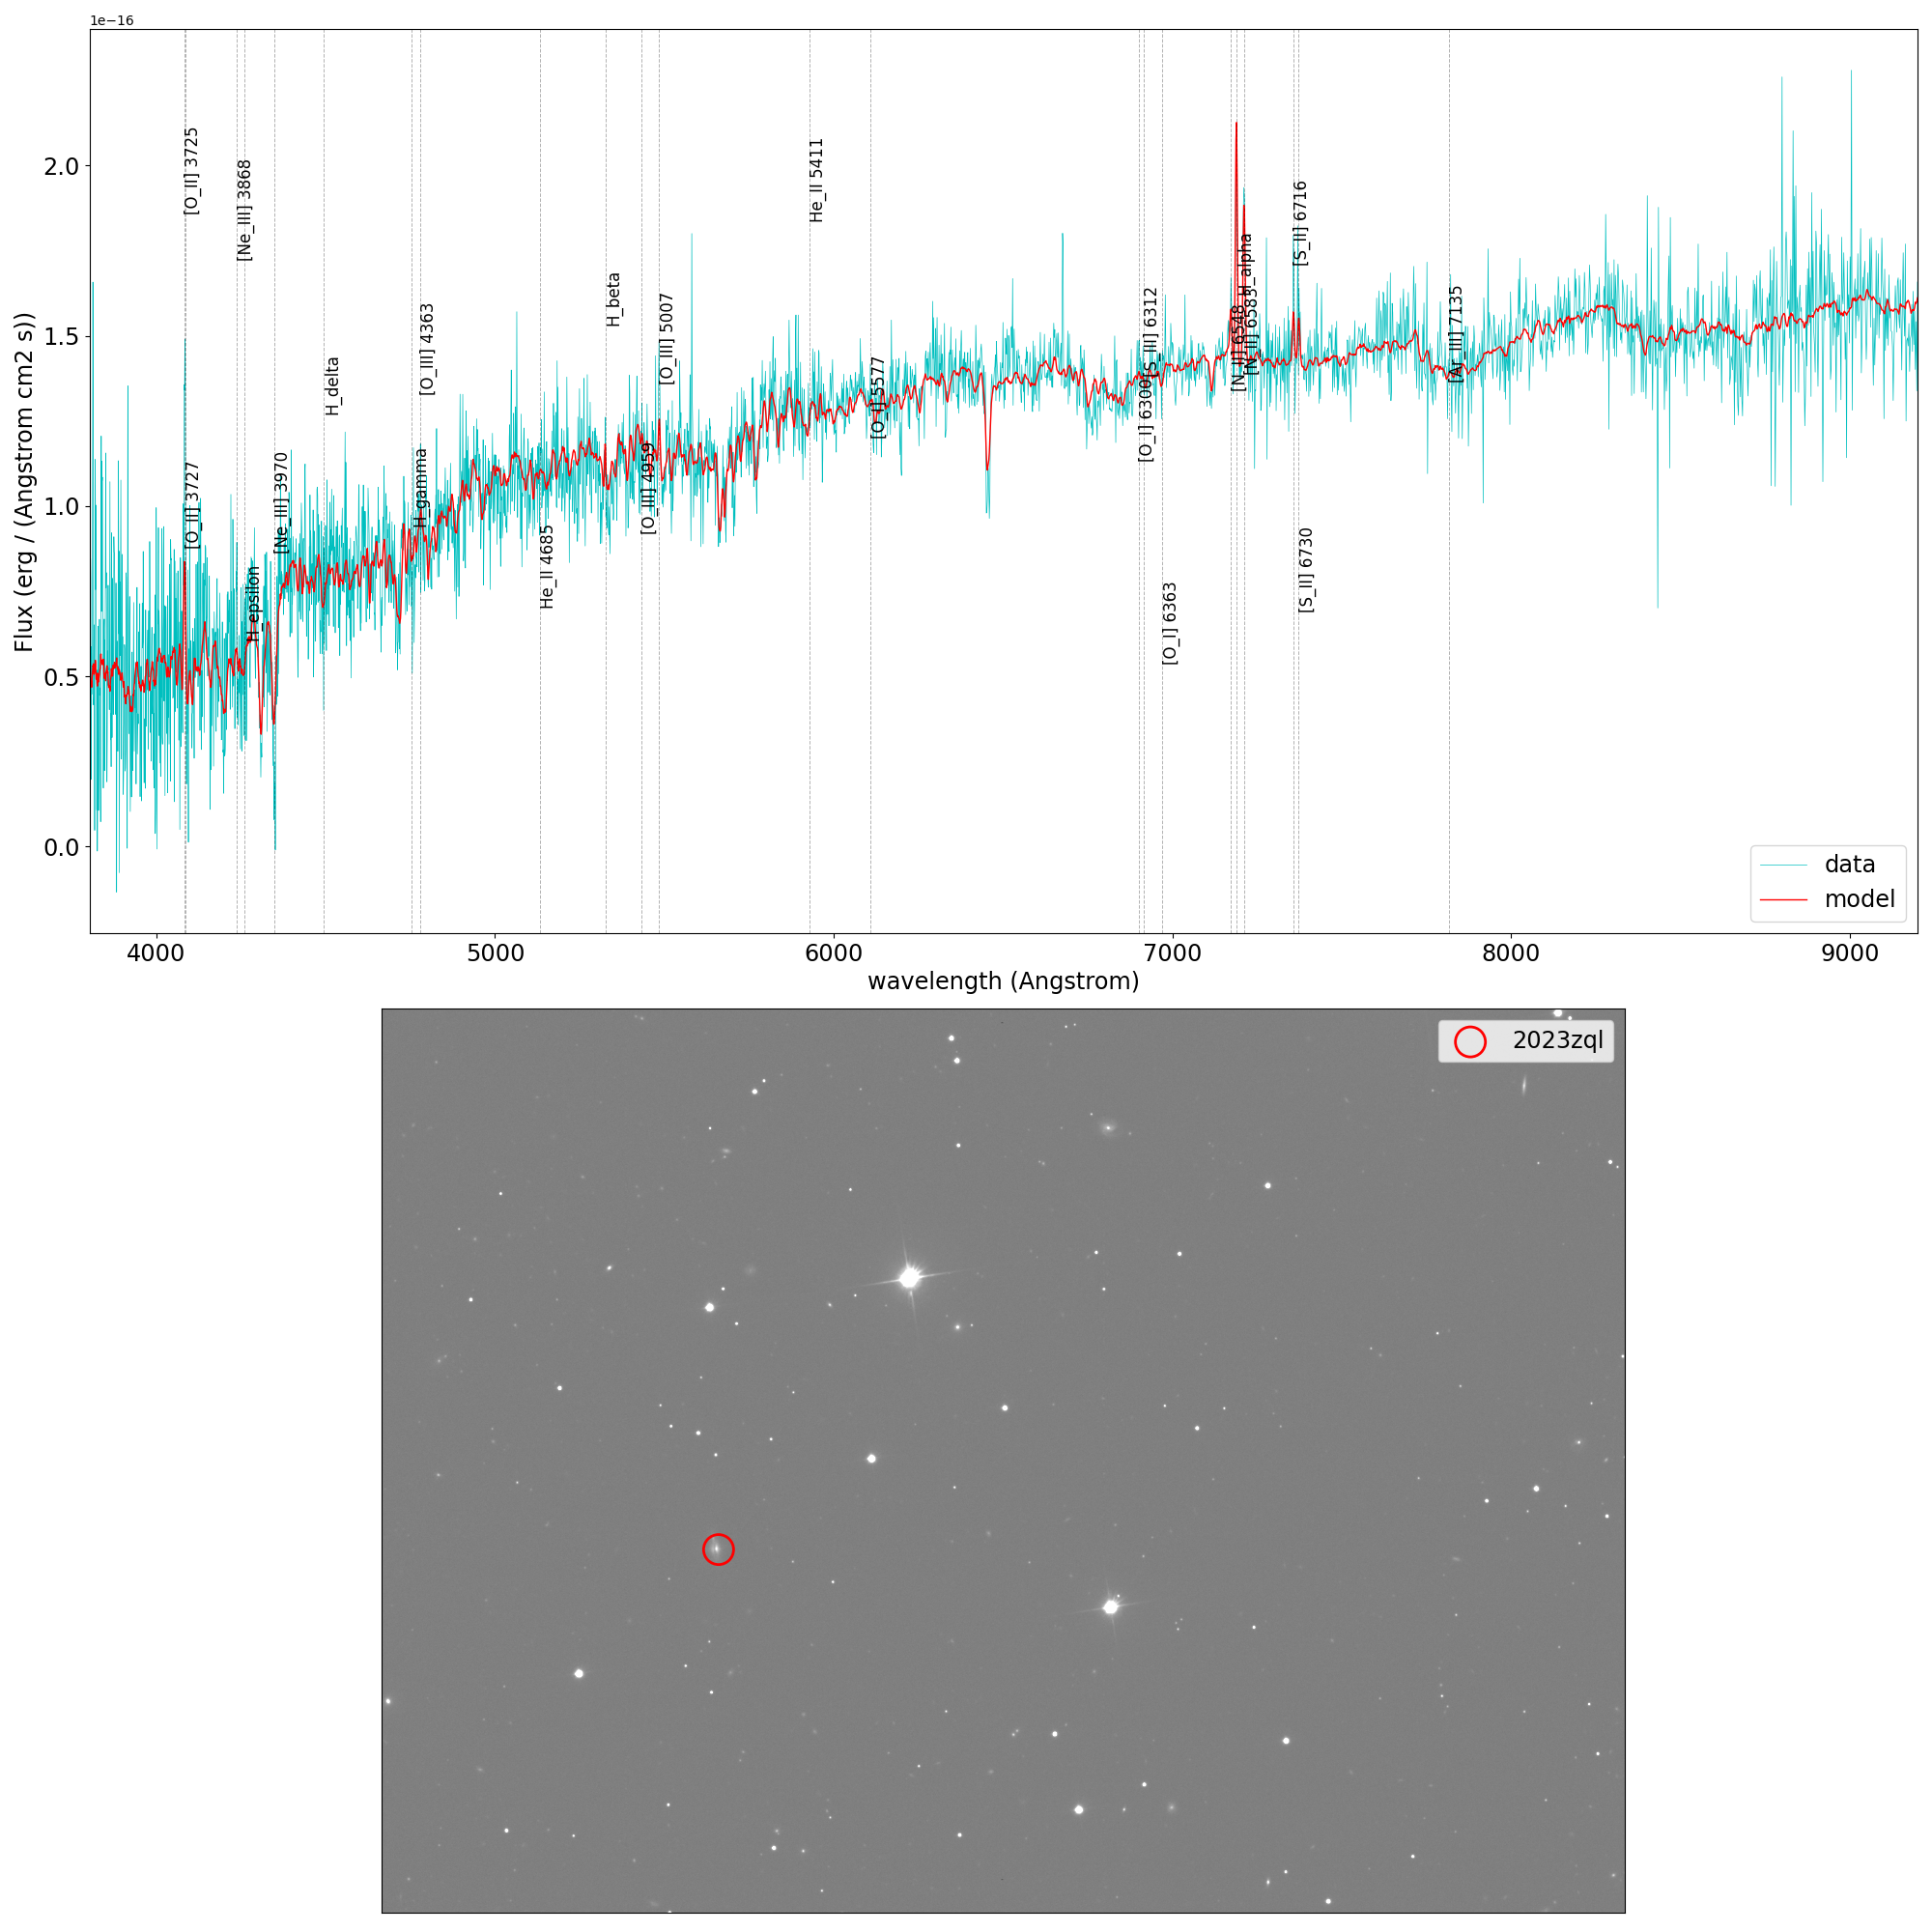 1e−16
Flux (erg / (Angstrom cm2 s))
2.0
1.5
1.0
0.5
0.0
[O_II] 3725
[O_II] 3727
[Ne_III] 3868
H_epsilon
[Ne_III] 3970
H_delta
H_gamma
[O_III] 4363
He_II 4685
H_beta
[O_III] 4959
[O_III] 5007
He_II 5411
[O_I] 5577
[O_I] 6300
[S_III] 6312
[O_I] 6363
[N_II] 6548
H_alpha
[N_II] 6583
[S_II] 6716
[S_II] 6730
[Ar_III] 7135
data
model
4000 5000 6000 7000 8000 9000
wavelength (Angstrom)
2023zql